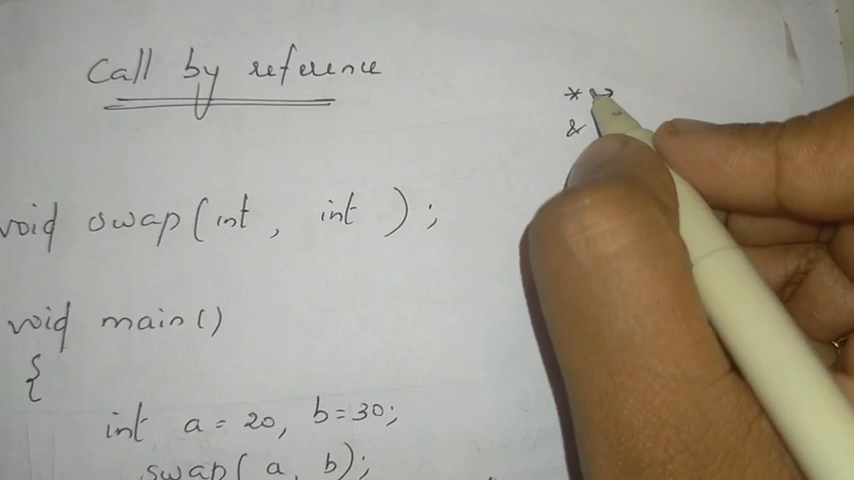 Call by reference
* →
&
void swap(int, int );
void main()
{
int a = 20, b=30;
swap( a, b);